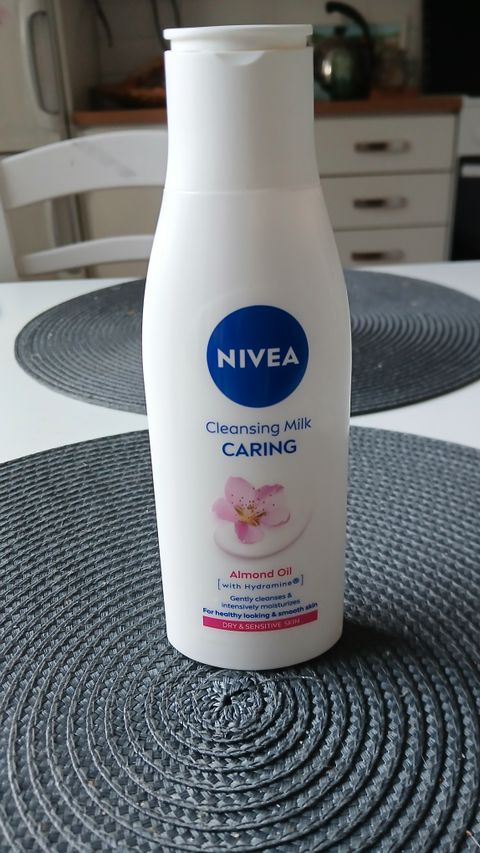 NIVEA
Cleansing Milk
CARING
Almond Oil
[with Hydramine®]
Gently cleanses &
intensively moisturizes
For healthy looking & smooth skin
DRY & SENSITIVE SKIN